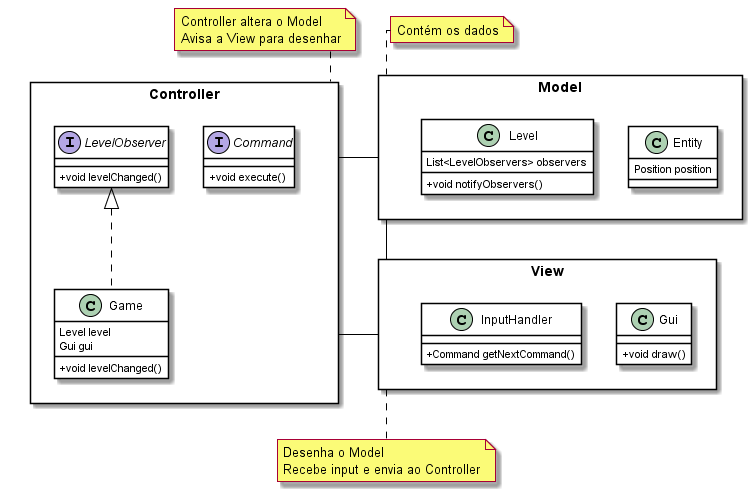 Controller altera o Model
Avisa a View para desenhar
Contém os dados
Controller
I LevelObserver
+void levelChanged()
I Command
+void execute()
C Game
Level level
Gui gui
+void levelChanged()
Model
C Level
List<LevelObservers> observers
+void notifyObservers()
C Entity
Position position
View
C InputHandler
+Command getNextCommand()
C Gui
+void draw()
Desenha o Model
Recebe input e envia ao Controller